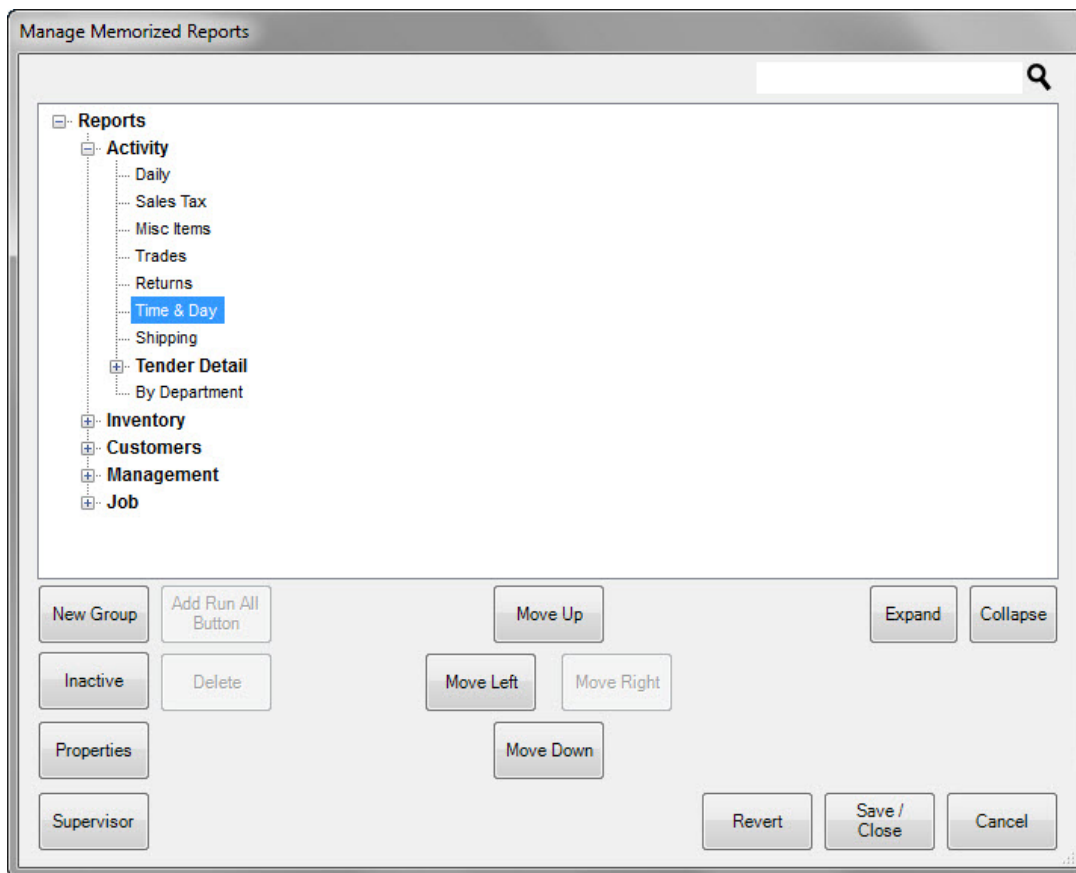 Manage Memorized Reports
Reports
Activity
Daily
Sales Tax
Misc Items
Trades
Returns
Time & Day
Shipping
Tender Detail
By Department
Inventory
Customers
Management
Job
New Group
Add Run All
Button
Move Up
Expand
Collapse
Inactive
Delete
Move Left
Move Right
Properties
Move Down
Supervisor
Revert
Save /
Close
Cancel